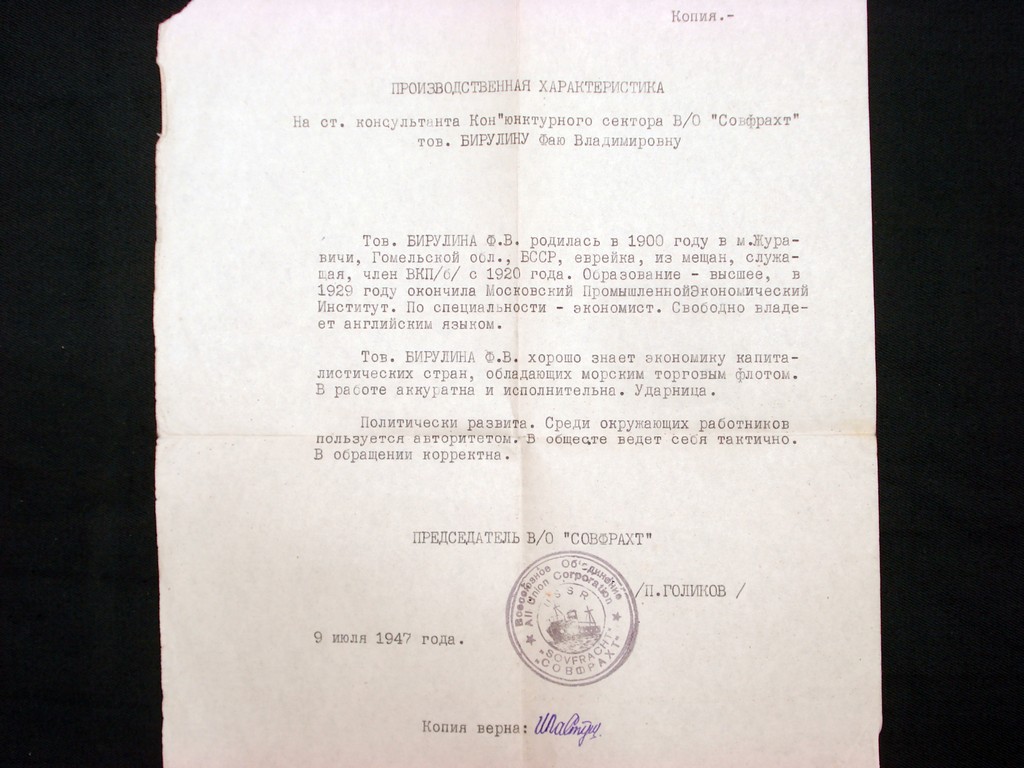 Копия.-
ПРОИЗВОДСТВЕННАЯ ХАРАКТЕРИСТИКА
На ст. консультанта Кон"юнктурного сектора В/О "Совфрахт"
тов. БИРУЛИНУ Фаю Владимировну
Тов. БИРУЛИНА Ф.В. родилась в 1900 году в м.Жура-
вичи, Гомельской обл., БССР, еврейка, из мещан, служа-
щая, член ВКП/б/ с 1920 года. Образование - высшее, в
1929 году окончила Московский ПромышленнойЭкономический
Институт. По специальности - экономист. Свободно владе-
ет английским языком.
Тов. БИРУЛИНА Ф.В. хорошо знает экономику капита-
листических стран, обладающих морским торговым флотом.
В работе аккуратна и исполнительна. Ударница.
Политически развита. Среди окружающих работников
пользуется авторитетом. В общесте ведет себя тактично.
В обращении корректна.
ПРЕДСЕДАТЕЛЬ В/О "СОВФРАХТ"
Всесоюзное Об'единение
All Union Corporation
USSR
"SOVFRACHT"
"СОВФРАХТ"
/П.ГОЛИКОВ /
9 июля 1947 года.
Копия верна: